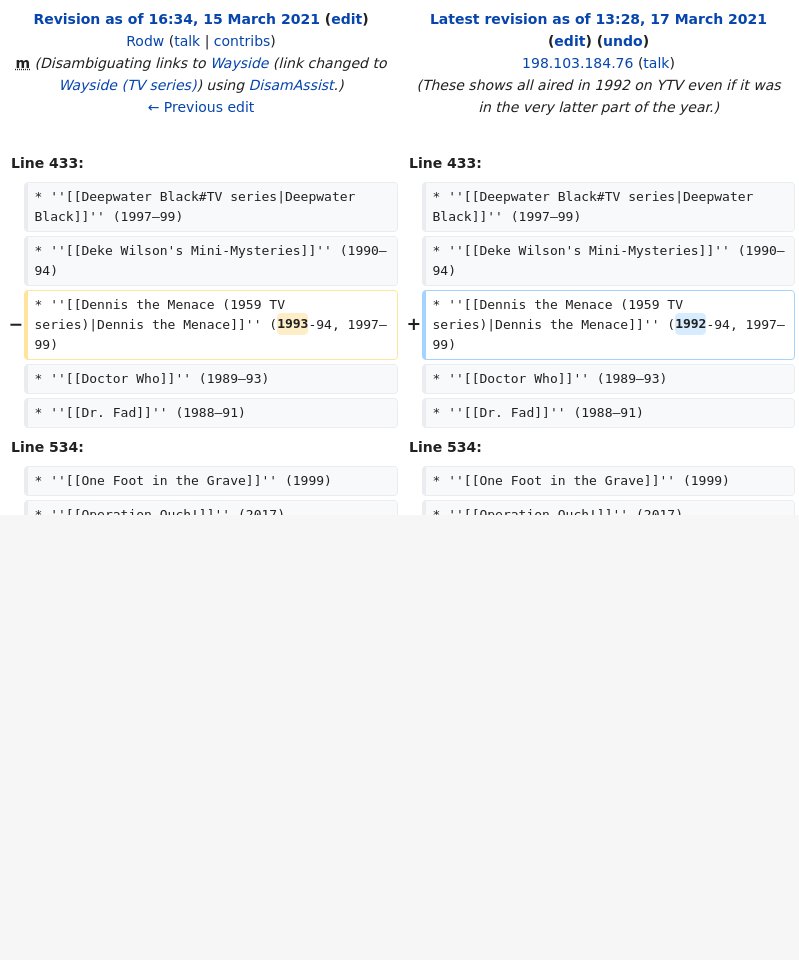 Revision as of 16:34, 15 March 2021 (edit)
Rodw (talk | contribs)
m (Disambiguating links to Wayside (link changed to
Wayside (TV series)) using DisamAssist.)
← Previous edit
Latest revision as of 13:28, 17 March 2021
(edit) (undo)
198.103.184.76 (talk)
(These shows all aired in 1992 on YTV even if it was
in the very latter part of the year.)
Line 433:
* ''[[Deepwater Black#TV series|Deepwater
Black]]'' (1997–99)
* ''[[Deke Wilson's Mini-Mysteries]]'' (1990–
94)
− * ''[[Dennis the Menace (1959 TV
series)|Dennis the Menace]]'' (1993-94, 1997–
99)
* ''[[Doctor Who]]'' (1989–93)
* ''[[Dr. Fad]]'' (1988–91)
Line 534:
* ''[[One Foot in the Grave]]'' (1999)
* ''[[Operation Ouch!]]'' (2017)
Line 433:
* ''[[Deepwater Black#TV series|Deepwater
Black]]'' (1997–99)
* ''[[Deke Wilson's Mini-Mysteries]]'' (1990–
94)
+ * ''[[Dennis the Menace (1959 TV
series)|Dennis the Menace]]'' (1992-94, 1997–
99)
* ''[[Doctor Who]]'' (1989–93)
* ''[[Dr. Fad]]'' (1988–91)
Line 534:
* ''[[One Foot in the Grave]]'' (1999)
* ''[[Operation Ouch!]]'' (2017)